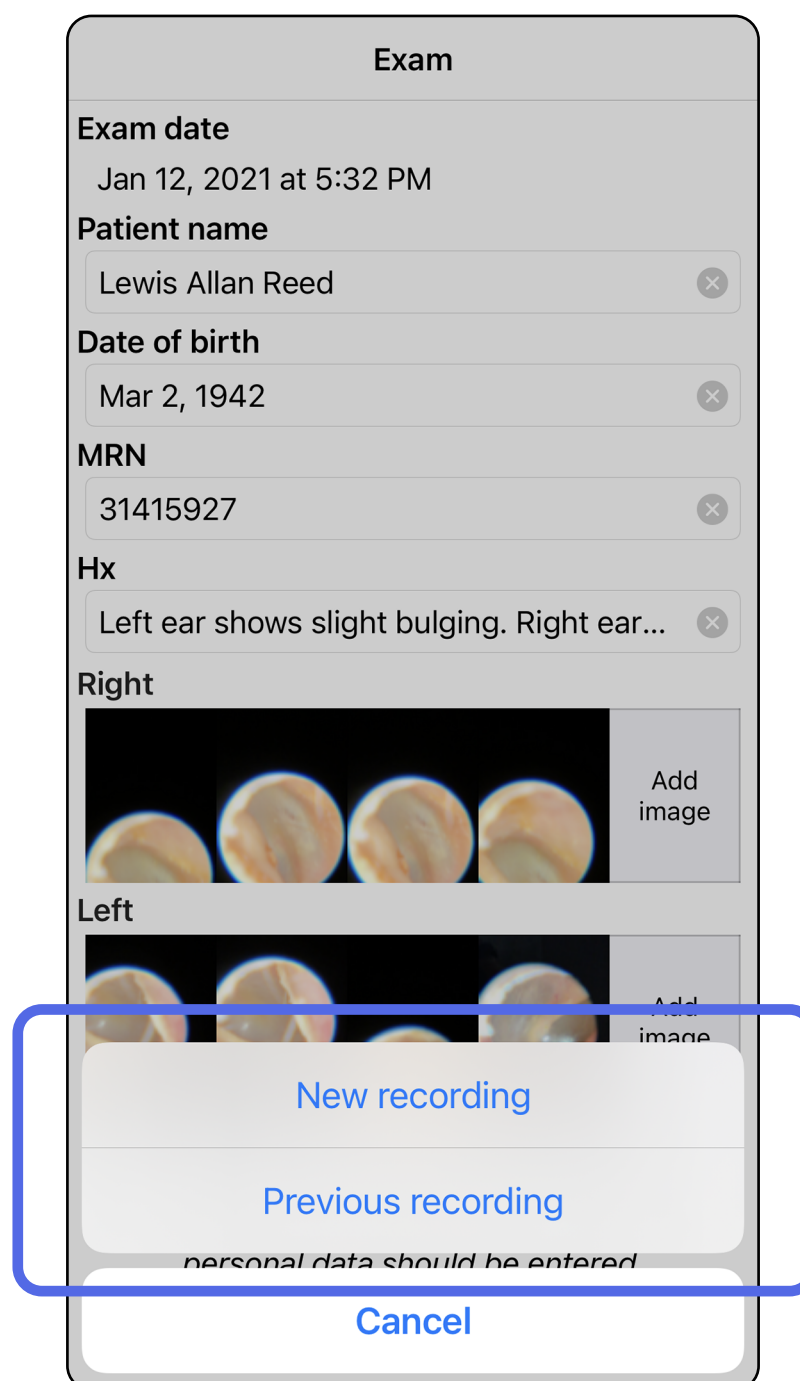 Exam
Exam date
Jan 12, 2021 at 5:32 PM
Patient name
Lewis Allan Reed
Date of birth
Mar 2, 1942
MRN
31415927
Hx
Left ear shows slight bulging. Right ear...
Right
Add
image
Left
Add
image
New recording
Previous recording
personal data should be entered
Cancel